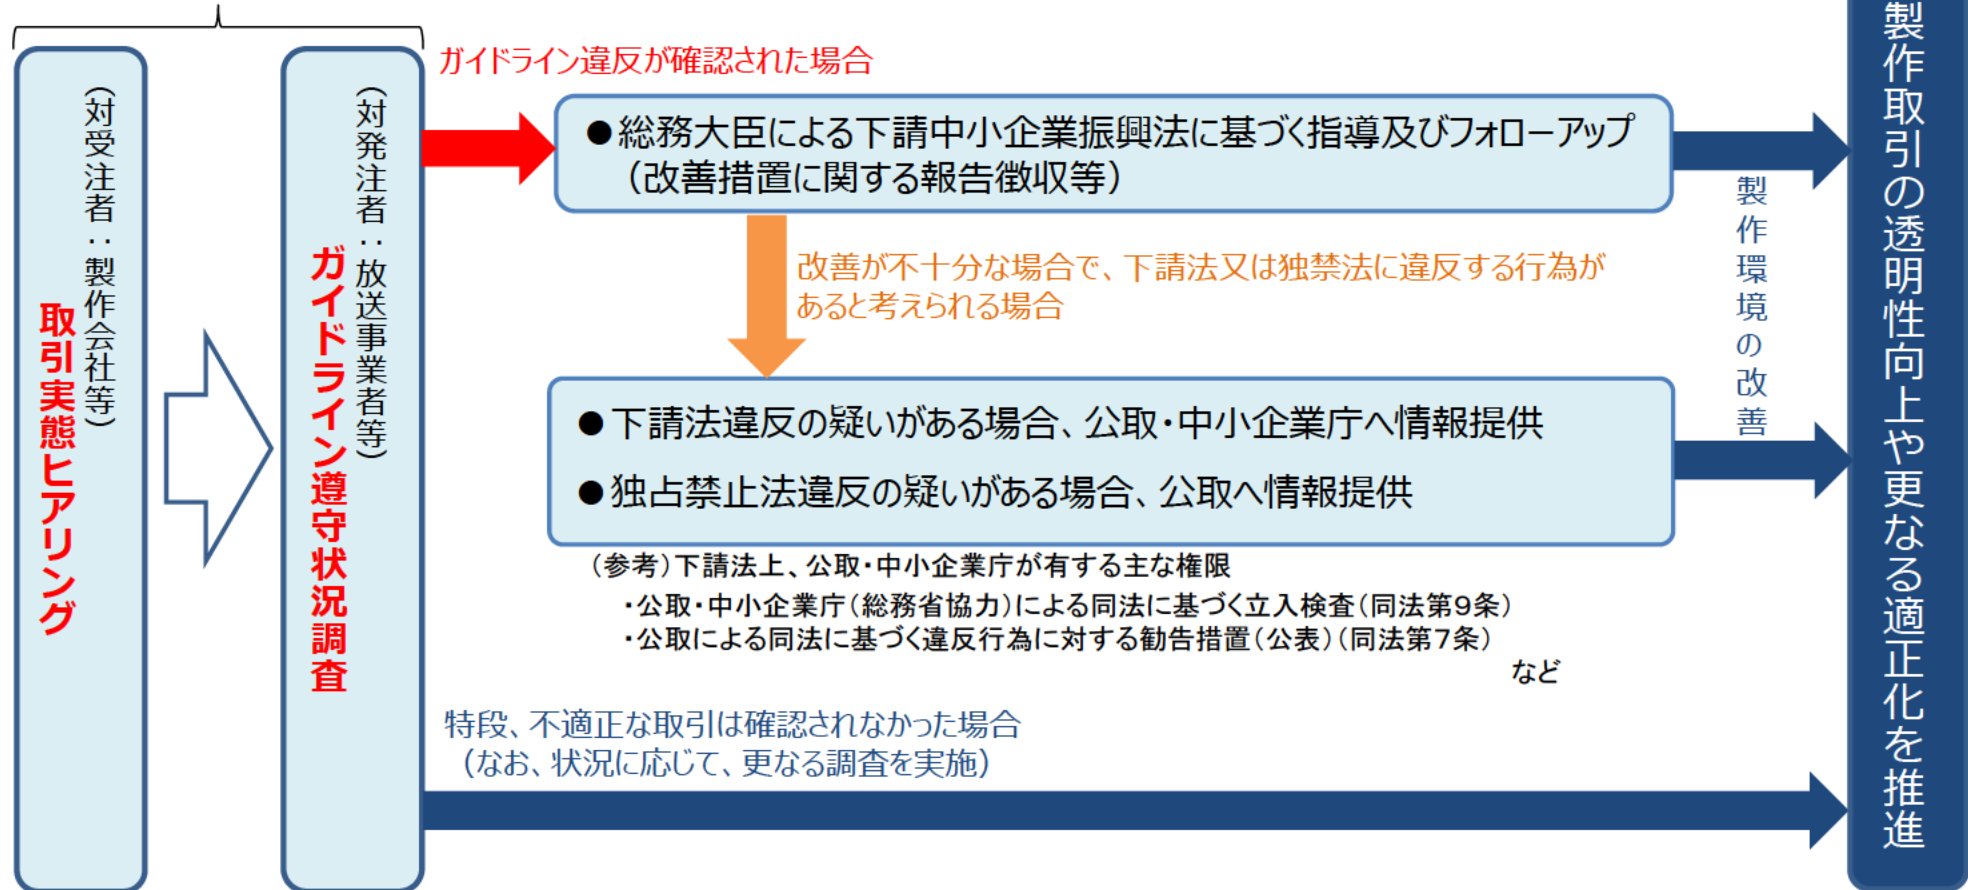 取引実態ヒアリング
（対受注者：製作会社等）
ガイドライン遵守状況調査
（対発注者：放送事業者等）
ガイドライン違反が確認された場合
●総務大臣による下請中小企業振興法に基づく指導及びフォローアップ
（改善措置に関する報告徴収等）
改善が不十分な場合で、下請法又は独禁法に違反する行為が
あると考えられる場合
●下請法違反の疑いがある場合、公取・中小企業庁へ情報提供
●独占禁止法違反の疑いがある場合、公取へ情報提供
（参考）下請法上、公取・中小企業庁が有する主な権限
・公取・中小企業庁（総務省協力）による同法に基づく立入検査（同法第９条）
・公取による同法に基づく違反行為に対する勧告措置（公表）（同法第７条）
など
特段、不適正な取引は確認されなかった場合
（なお、状況に応じて、更なる調査を実施）
製作環境の改善
製作取引の透明性向上や更なる適正化を推進